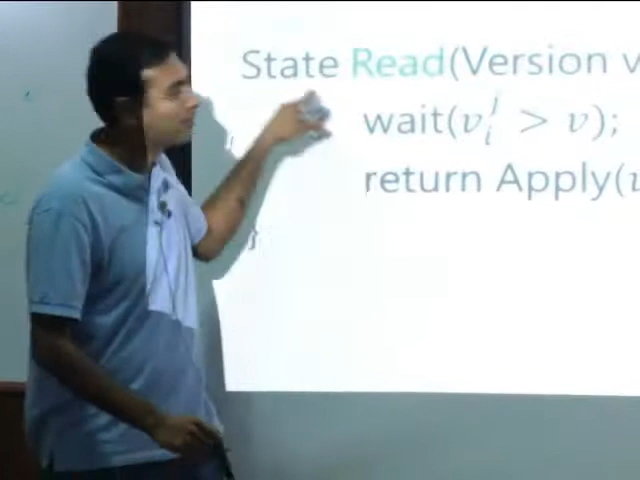 State Read(Version v
wait(v_i^j > v);
return Apply(v
}